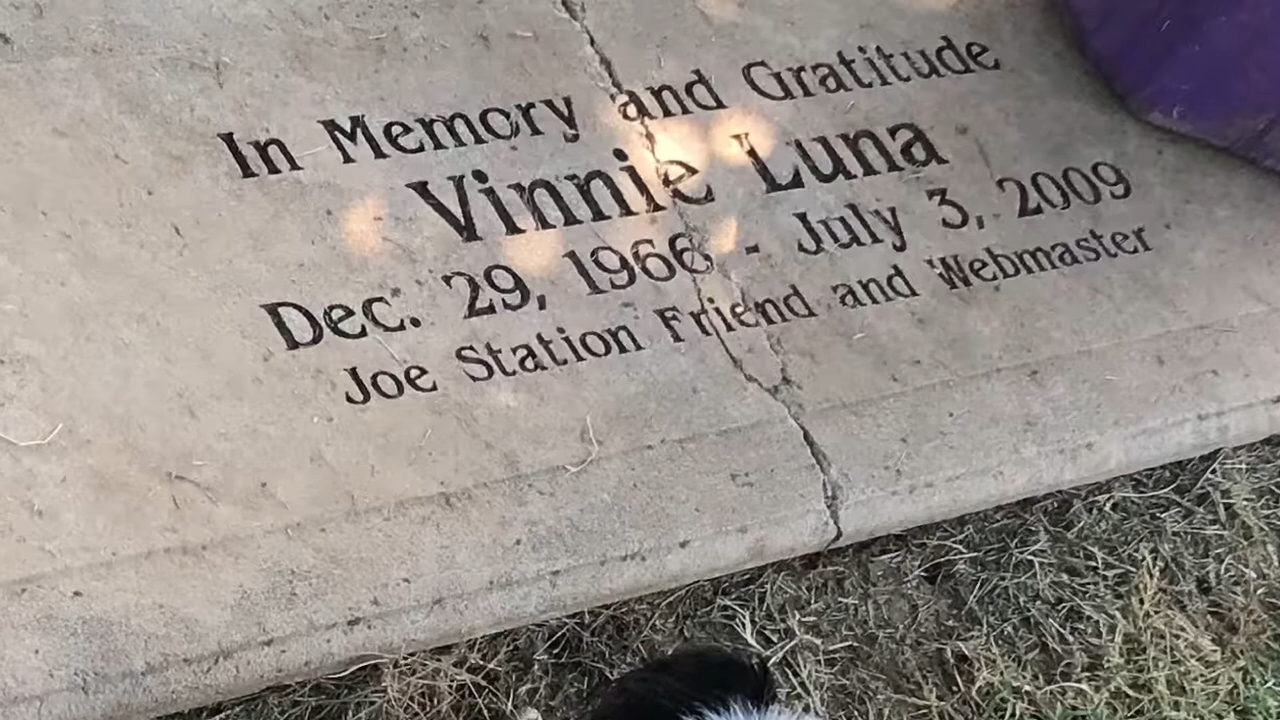 In Memory and Gratitude
Vinnie Luna
Dec. 29, 1966 - July 3, 2009
Joe Station Friend and Webmaster